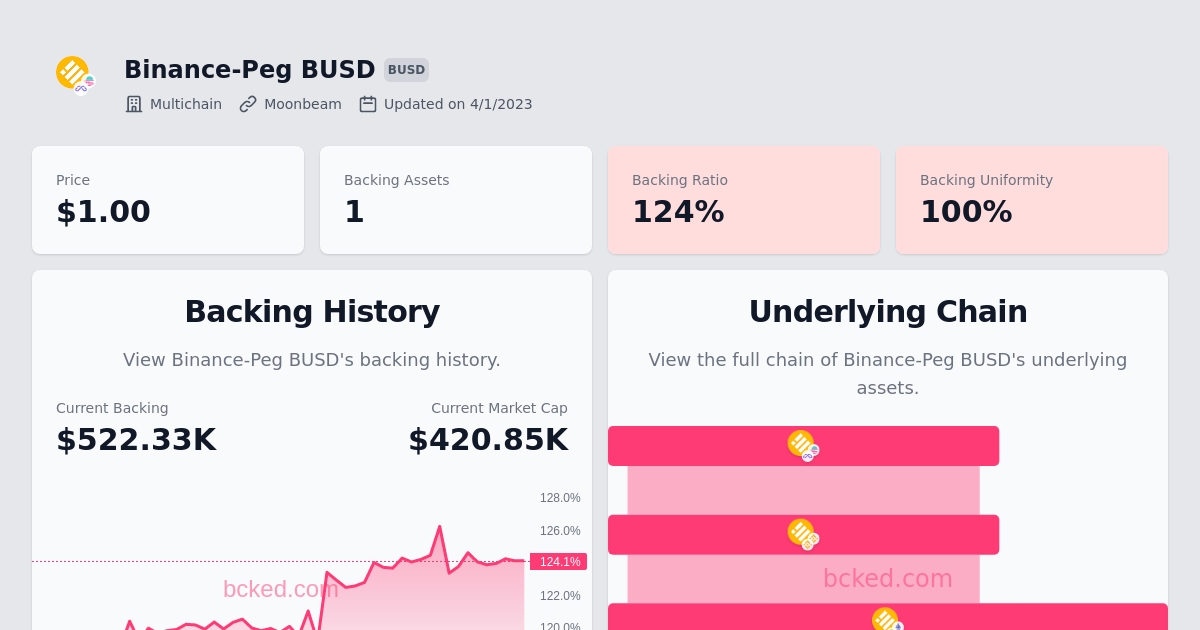 Binance-Peg BUSD BUSD
Multichain Moonbeam Updated on 4/1/2023
Price
$1.00
Backing Assets
1
Backing Ratio
124%
Backing Uniformity
100%
Backing History
View Binance-Peg BUSD's backing history.
Current Backing
$522.33K
Current Market Cap
$420.85K
128.0%
126.0%
124.1%
122.0%
120.0%
bcked.com
Underlying Chain
View the full chain of Binance-Peg BUSD's underlying
assets.
bcked.com